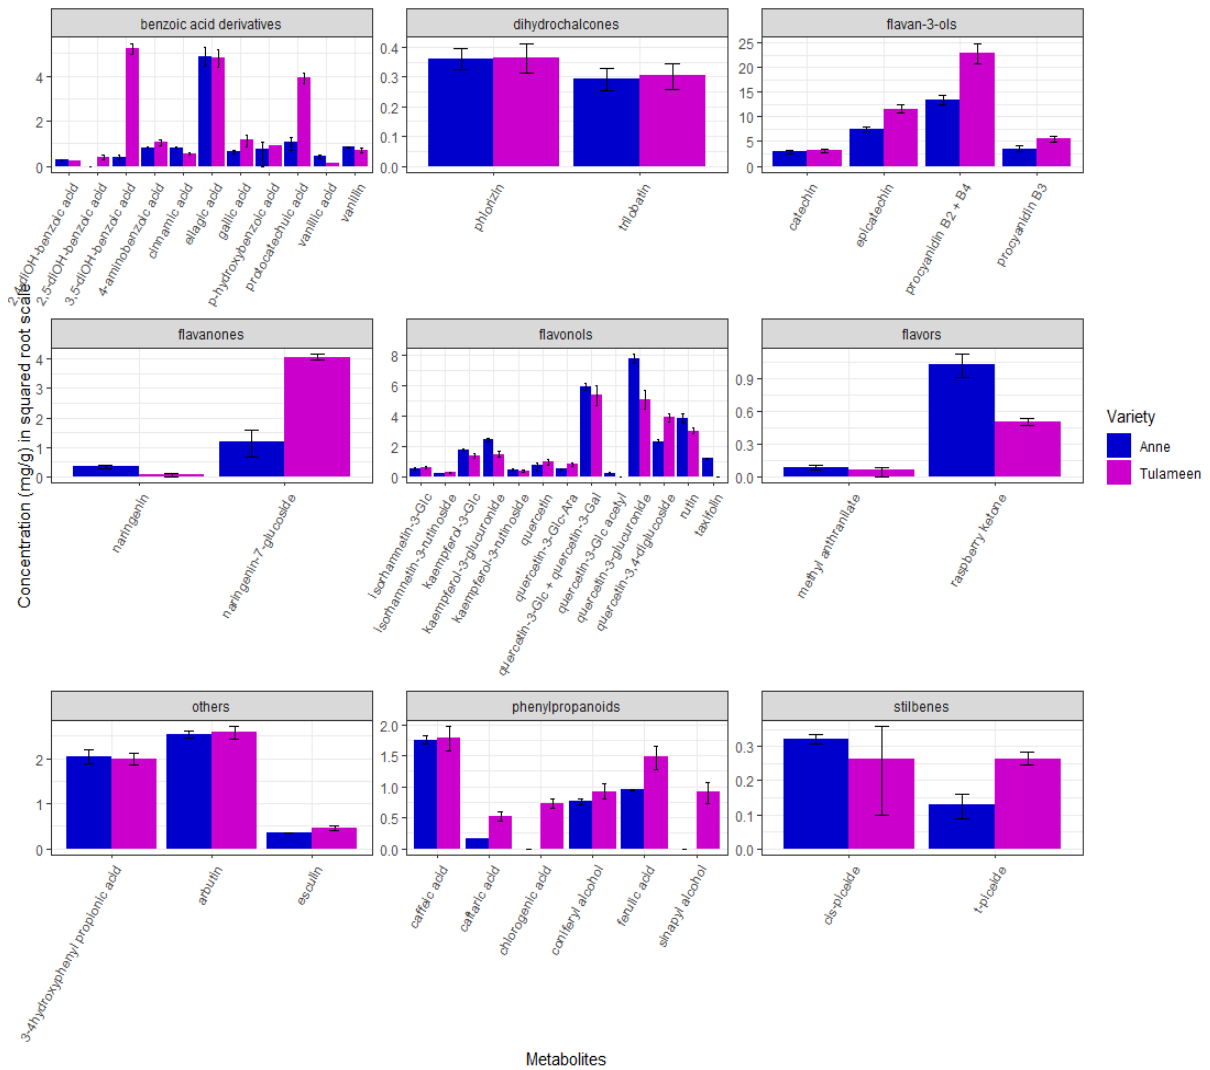 benzoic acid derivatives
dihydrochalcones
flavan-3-ols
4
2
0
0.4
0.3
0.2
0.1
0.0
25
20
15
10
5
0
2,4-diOH-benzoic acid
2,5-diOH-benzoic acid
3,5-diOH-benzoic acid
4-aminobenzoic acid
cinnamic acid
ellagic acid
gallic acid
p-hydroxybenzoic acid
protocatechuic acid
vanillic acid
vanillin
phlorizin
trilobatin
catechin
epicatechin
procyanidin B2 + B4
procyanidin B3
Concentration (mg/g) in squared root scale
flavanones
flavonols
flavors
4
3
2
1
0
8
6
4
2
0
0.9
0.6
0.3
0.0
naringenin
naringenin-7-glucoside
Isorhamnetin-3-Glc
Isorhamnetin-3-rutinoside
kaempferol-3-Glc
kaempferol-3-glucuronide
kaempferol-3-rutinoside
quercetin
quercetin-3-Glc-Ara
quercetin-3-Glc + quercetin-3-Gal
quercetin-3-Glc acetyl
quercetin-3-glucuronide
quercetin-3,4-diglucoside
rutin
taxifolin
methyl anthranilate
raspberry ketone
Variety
Anne
Tulameen
others
phenylpropanoids
stilbenes
2
1
0
2.0
1.5
1.0
0.5
0.0
0.3
0.2
0.1
0.0
3-4hydroxyphenyl propionic acid
arbutin
esculin
caffeic acid
caftaric acid
chlorogenic acid
coniferyl alcohol
ferulic acid
sinapyl alcohol
cis-piceide
t-piceide
Metabolites